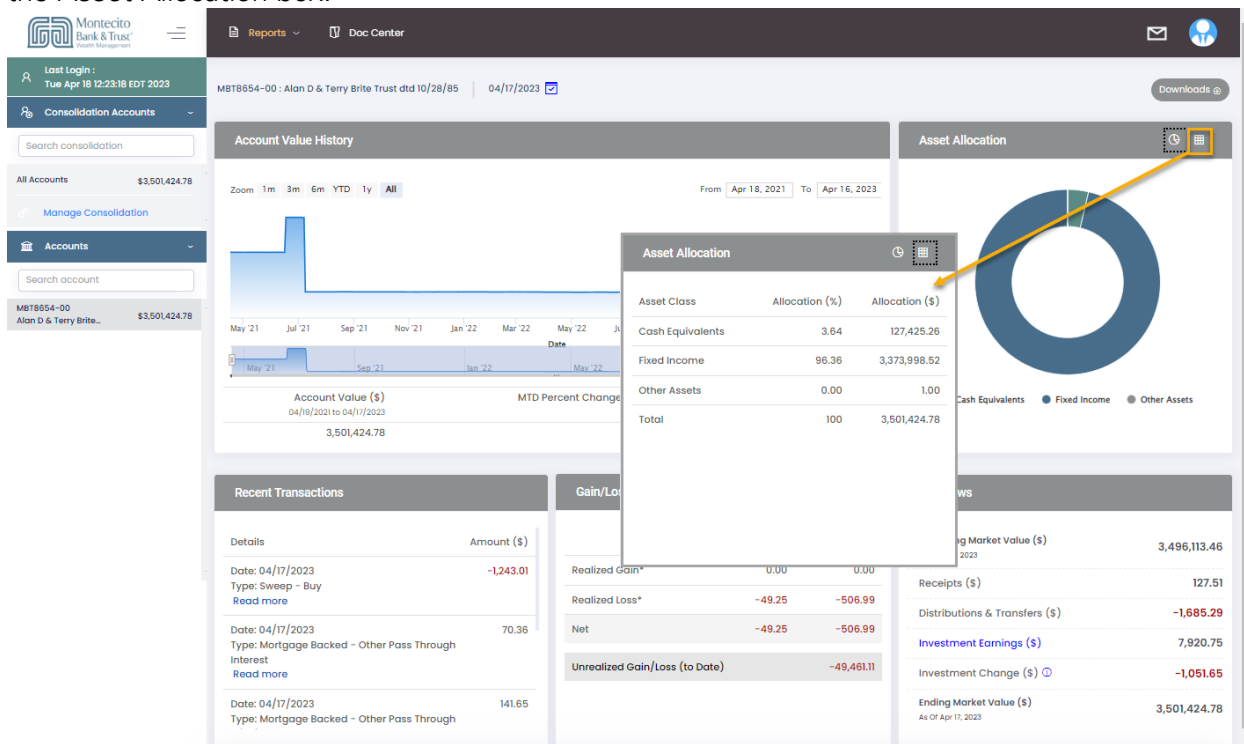 the Asset Allocation box.
Montecito
Bank & Trust
Wealth Management
Reports
Doc Center
Last Login :
Tue Apr 18 12:23:18 EDT 2023
Consolidation Accounts
Search consolidation
All Accounts $3,501,424.78
Manage Consolidation
Accounts
Search account
MBT8654-00
Alan D & Terry Brite... $3,501,424.78
MBT8654-00 : Alan D & Terry Brite Trust dtd 10/28/85 04/17/2023
Downloads
Account Value History
Zoom 1m 3m 6m YTD 1y All From Apr 18, 2021 To Apr 16, 2023
May '21 Jul '21 Sep '21 Nov '21 Jan '22 Mar '22 May '22
Date
May '21 Sep '21 Jan '22 May '22
Account Value ($) MTD Percent Change
04/19/2021 to 04/17/2023
3,501,424.78
Asset Allocation
Cash Equivalents Fixed Income Other Assets
Asset Allocation
Asset Class Allocation (%) Allocation ($)
Cash Equivalents 3.64 127,425.26
Fixed Income 96.36 3,373,998.52
Other Assets 0.00 1.00
Total 100 3,501,424.78
Recent Transactions
Details Amount ($)
Date: 04/17/2023 -1,243.01
Type: Sweep - Buy
Read more
Date: 04/17/2023 70.36
Type: Mortgage Backed - Other Pass Through
Interest
Read more
Date: 04/17/2023 141.65
Type: Mortgage Backed - Other Pass Through
Gain/Lo
Realized Gain* 0.00 0.00
Realized Loss* -49.25 -506.99
Net -49.25 -506.99
Unrealized Gain/Loss (to Date) -49,461.11
ws
Market Value ($) 3,496,113.46
2023
Receipts ($) 127.51
Distributions & Transfers ($) -1,685.29
Investment Earnings ($) 7,920.75
Investment Change ($) -1,051.65
Ending Market Value ($) 3,501,424.78
As Of Apr 17, 2023